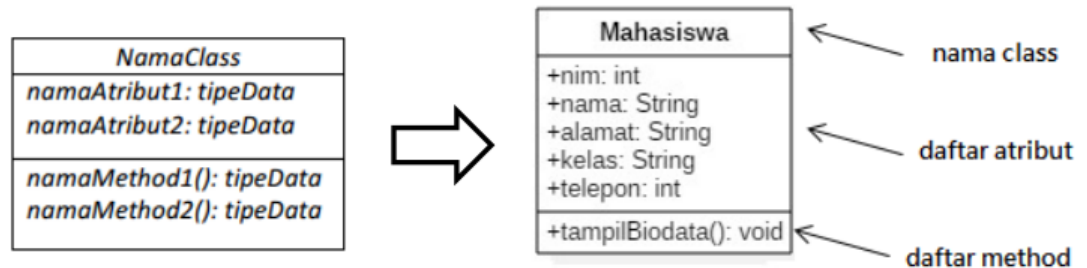 NamaClass
namaAtribut1: tipeData
namaAtribut2: tipeData
namaMethod1(): tipeData
namaMethod2(): tipeData
Mahasiswa
+nim: int
+nama: String
+alamat: String
+kelas: String
+telepon: int
+tampilBiodata(): void
nama class
daftar atribut
daftar method